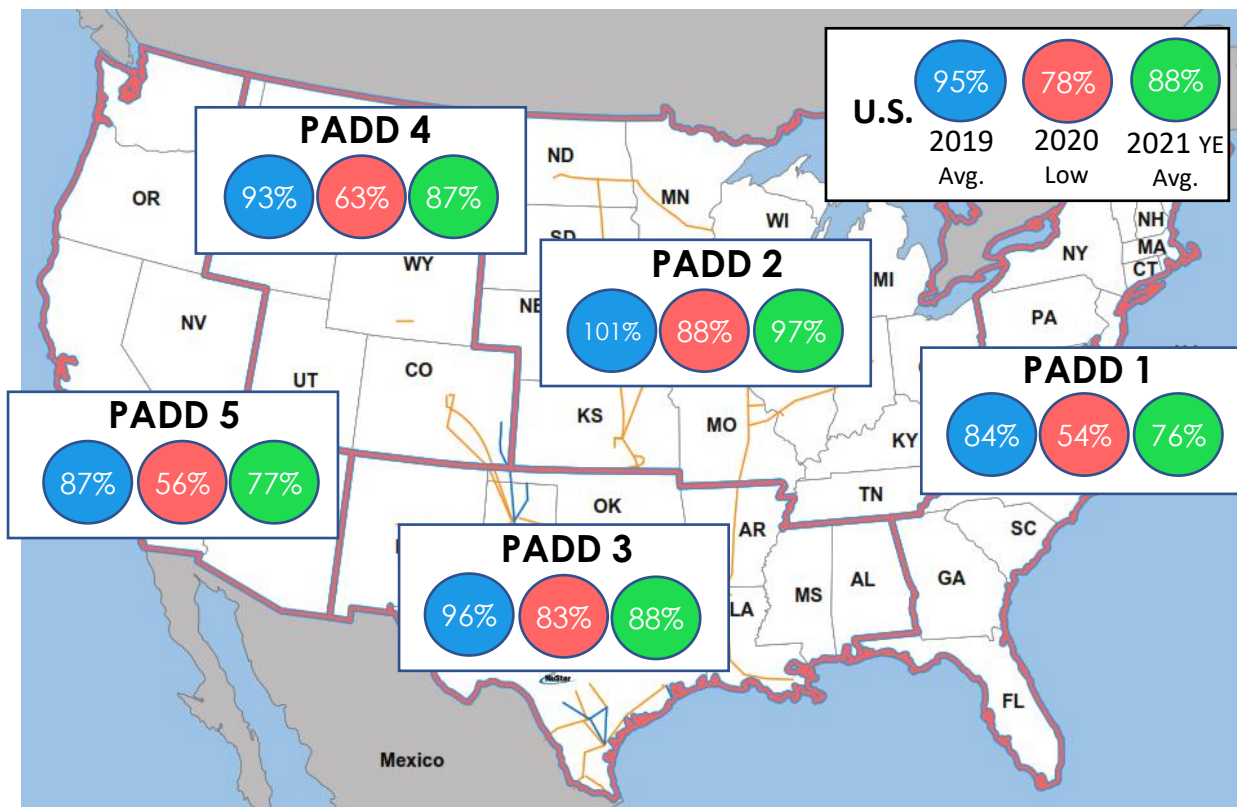 U.S.
95% 78% 88%
2019 2020 2021 YE
Avg. Low Avg.
PADD 4
93% 63% 87%
PADD 2
101% 88% 97%
PADD 1
84% 54% 76%
PADD 5
87% 56% 77%
PADD 3
96% 83% 88%
ND
MN
OR
WI
SD
NH
MA
NY
CT
WY
MI
NE
PA
NV
UT
CO
KS
MO
KY
OK
TN
AR
SC
MS
AL
GA
LA
NuStar
FL
Mexico